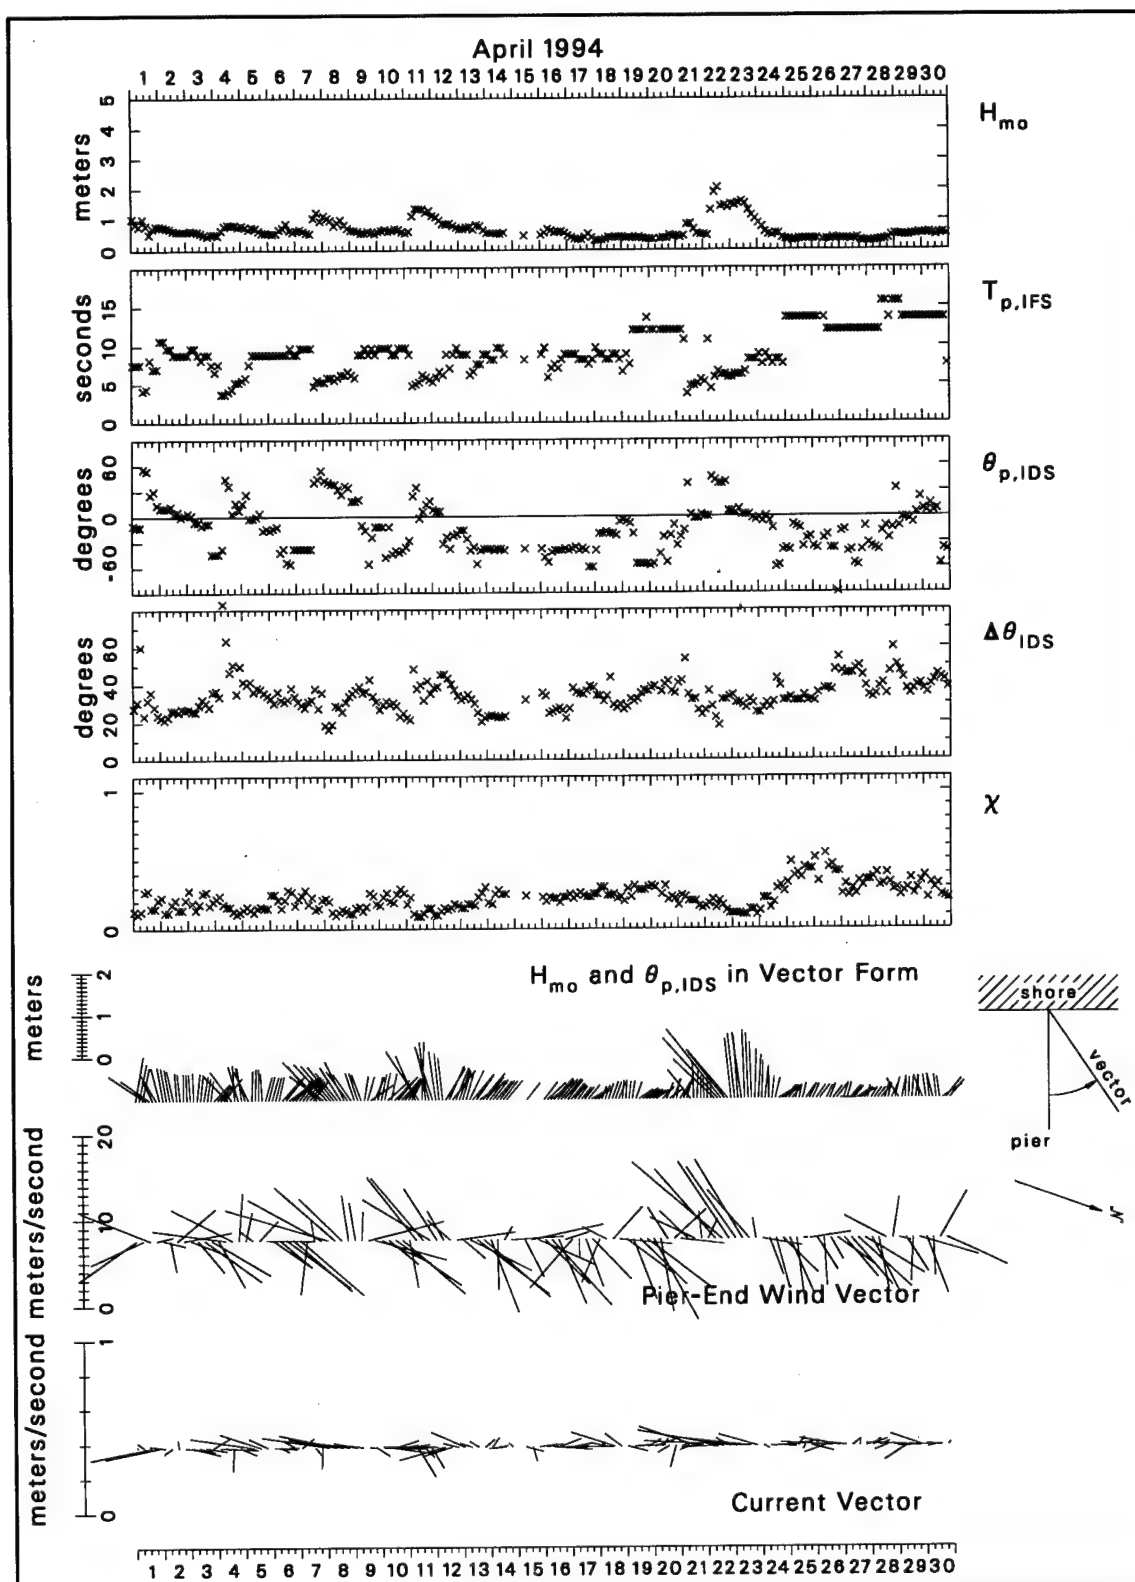 April 1994
1 2 3 4 5 6 7 8 9 10 11 12 13 14 15 16 17 18 19 20 21 22 23 24 25 26 27 28 29 30
5
4
3
2
1
0
meters
H mo
15
10
5
0
seconds
T p,IFS
60
0
-60
degrees
θ p,IDS
60
40
20
0
degrees
Δθ IDS
1
0
χ
H mo and θ p,IDS in Vector Form
2
1
0
meters
shore
vector
pier
N
20
10
0
meters/second
Pier-End Wind Vector
1
0
meters/second
Current Vector
1 2 3 4 5 6 7 8 9 10 11 12 13 14 15 16 17 18 19 20 21 22 23 24 25 26 27 28 29 30